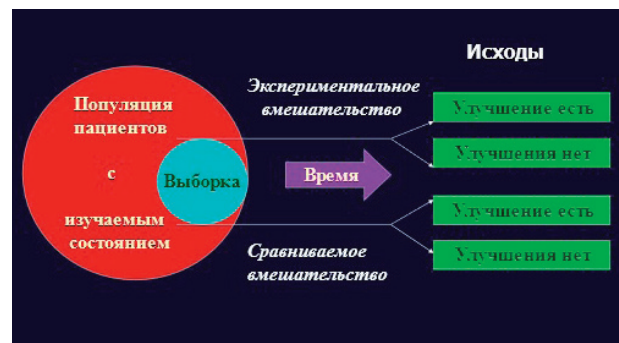 Исходы
Экспериментальное
вмешательство
Популяция
пациентов
с
изучаемым
состоянием
Выборка
Время
Улучшение есть
Улучшения нет
Улучшение есть
Улучшения нет
Сравниваемое
вмешательство